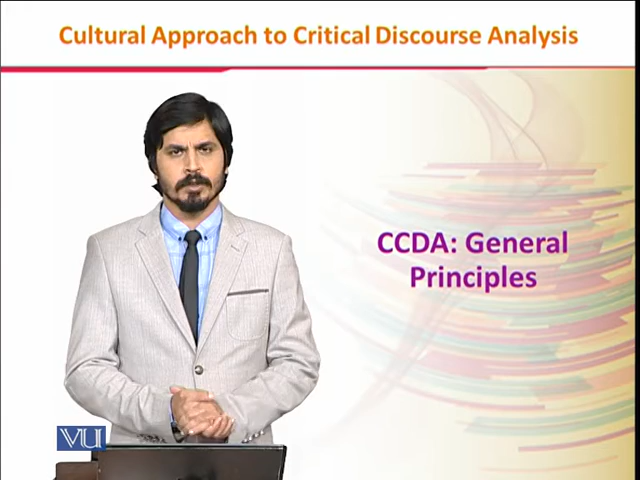 Cultural Approach to Critical Discourse Analysis
CCDA: General
Principles
VU